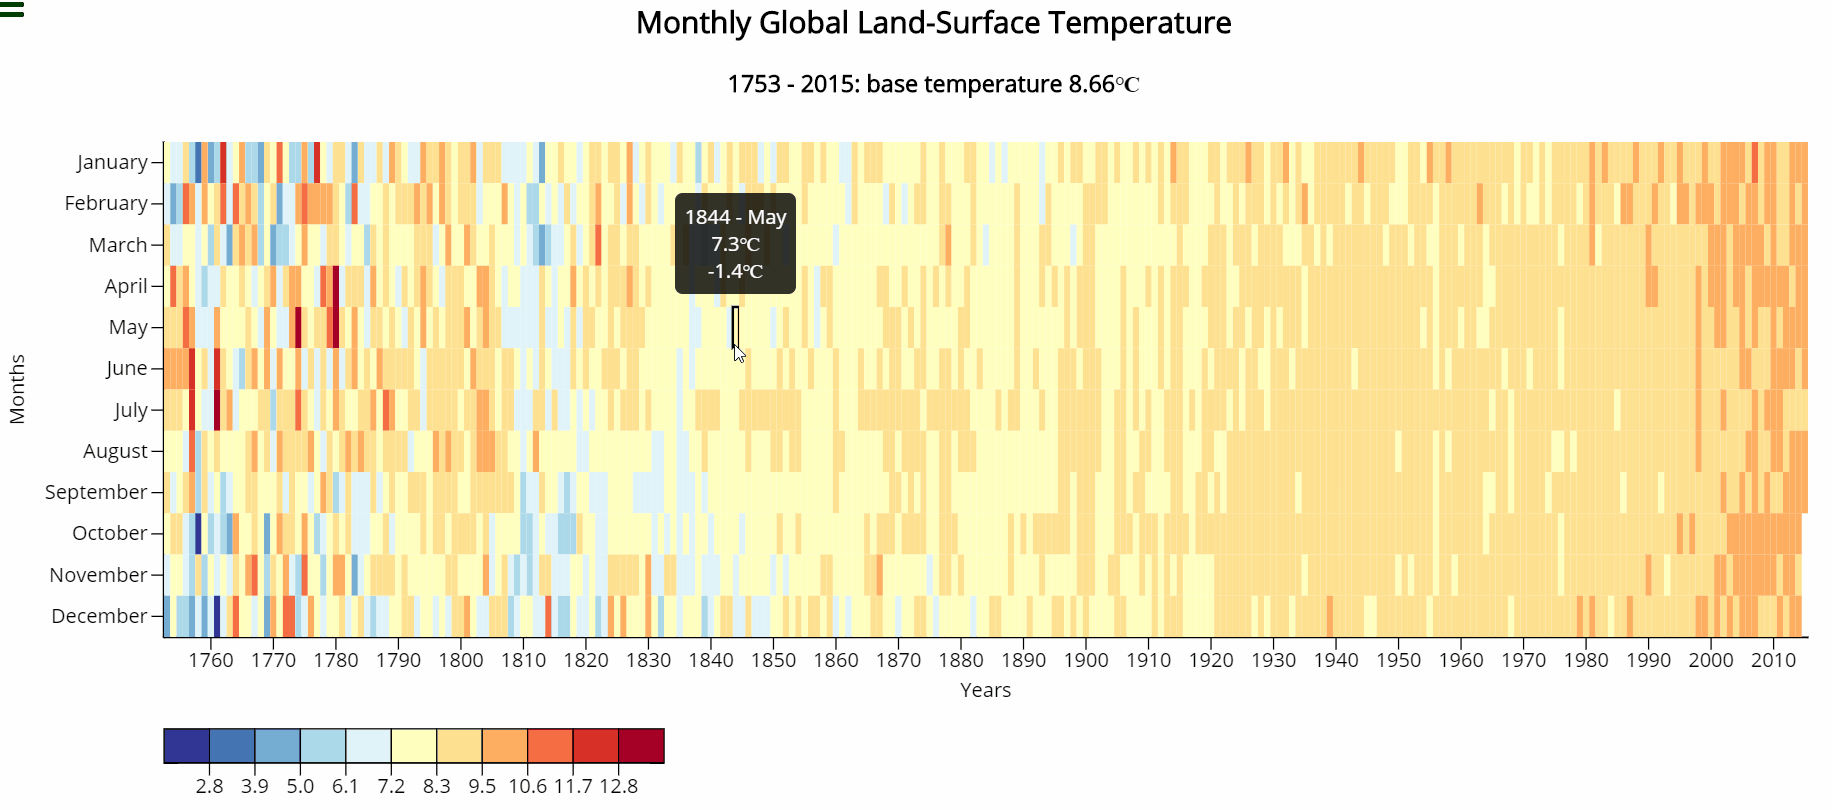 Monthly Global Land-Surface Temperature
1753 - 2015: base temperature 8.66℃
1844 - May
7.3℃
-1.4℃
January
February
March
April
May
June
July
August
September
October
November
December
Months
1760 1770 1780 1790 1800 1810 1820 1830 1840 1850 1860 1870 1880 1890 1900 1910 1920 1930 1940 1950 1960 1970 1980 1990 2000 2010
Years
2.8 3.9 5.0 6.1 7.2 8.3 9.5 10.6 11.7 12.8